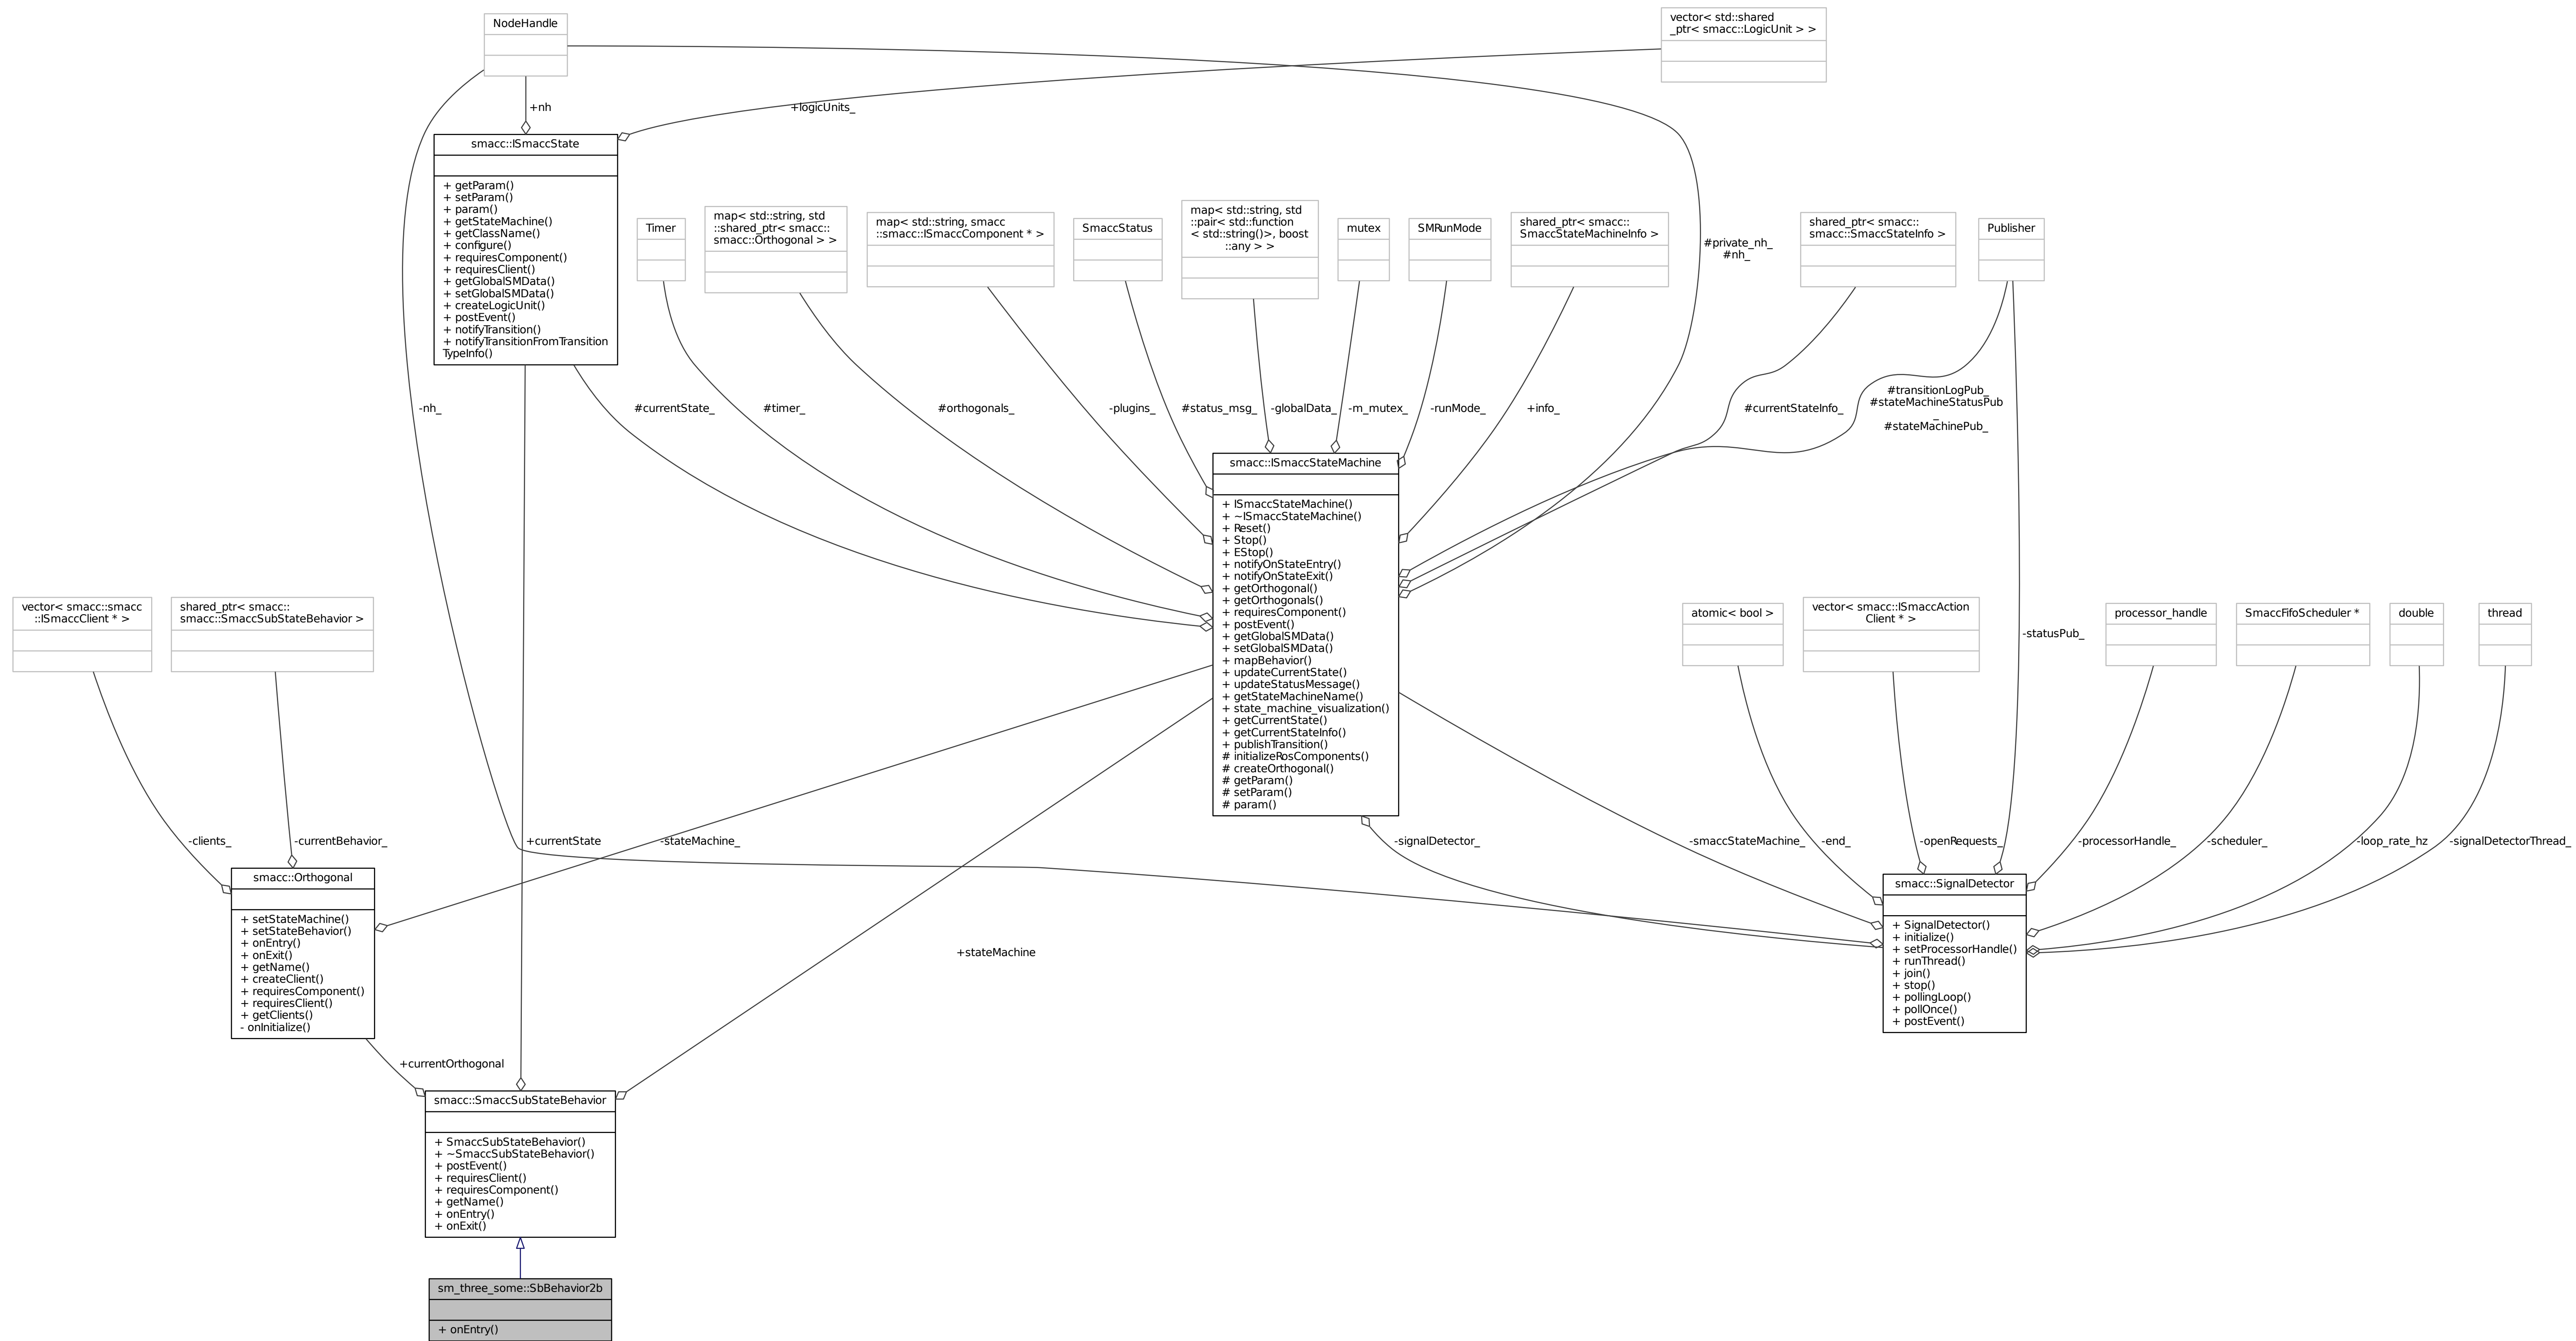 NodeHandle
vector< std::shared
_ptr< smacc::LogicUnit > >
+nh
+logicUnits_
smacc::ISmaccState
+ getParam()
+ setParam()
+ param()
+ getStateMachine()
+ getClassName()
+ configure()
+ requiresComponent()
+ requiresClient()
+ getGlobalSMData()
+ setGlobalSMData()
+ createLogicUnit()
+ postEvent()
+ notifyTransition()
+ notifyTransitionFromTransition
TypeInfo()
Timer
map< std::string, std
::shared_ptr< smacc::
smacc::Orthogonal > >
map< std::string, smacc
::smacc::ISmaccComponent * >
SmaccStatus
map< std::string, std
::pair< std::function
< std::string()>, boost
::any > >
mutex
SMRunMode
shared_ptr< smacc::
SmaccStateMachineInfo >
#private_nh_
#nh_
shared_ptr< smacc::
smacc::SmaccStateInfo >
Publisher
-nh_
#currentState_
#timer_
#orthogonals_
-plugins_
#status_msg_
-globalData_
-m_mutex_
-runMode_
+info_
#currentStateInfo_
#transitionLogPub_
#stateMachineStatusPub
_
#stateMachinePub_
smacc::ISmaccStateMachine
+ ISmaccStateMachine()
+ ~ISmaccStateMachine()
+ Reset()
+ Stop()
+ EStop()
+ notifyOnStateEntry()
+ notifyOnStateExit()
+ getOrthogonal()
+ getOrthogonals()
+ requiresComponent()
+ postEvent()
+ getGlobalSMData()
+ setGlobalSMData()
+ mapBehavior()
+ updateCurrentState()
+ updateStatusMessage()
+ getStateMachineName()
+ state_machine_visualization()
+ getCurrentState()
+ getCurrentStateInfo()
+ publishTransition()
# initializeRosComponents()
# createOrthogonal()
# getParam()
# setParam()
# param()
vector< smacc::smacc
::ISmaccClient * >
shared_ptr< smacc::
smacc::SmaccSubStateBehavior >
atomic< bool >
vector< smacc::ISmaccAction
Client * >
-statusPub_
processor_handle
SmaccFifoScheduler *
double
thread
-clients_
-currentBehavior_
+currentState
-stateMachine_
-signalDetector_
-smaccStateMachine_
-end_
-openRequests_
-processorHandle_
-scheduler_
-loop_rate_hz
-signalDetectorThread_
smacc::Orthogonal
+ setStateMachine()
+ setStateBehavior()
+ onEntry()
+ onExit()
+ getName()
+ createClient()
+ requiresComponent()
+ requiresClient()
+ getClients()
- onInitialize()
smacc::SignalDetector
+ SignalDetector()
+ initialize()
+ setProcessorHandle()
+ runThread()
+ join()
+ stop()
+ pollingLoop()
+ pollOnce()
+ postEvent()
+stateMachine
+currentOrthogonal
smacc::SmaccSubStateBehavior
+ SmaccSubStateBehavior()
+ ~SmaccSubStateBehavior()
+ postEvent()
+ requiresClient()
+ requiresComponent()
+ getName()
+ onEntry()
+ onExit()
sm_three_some::SbBehavior2b
+ onEntry()